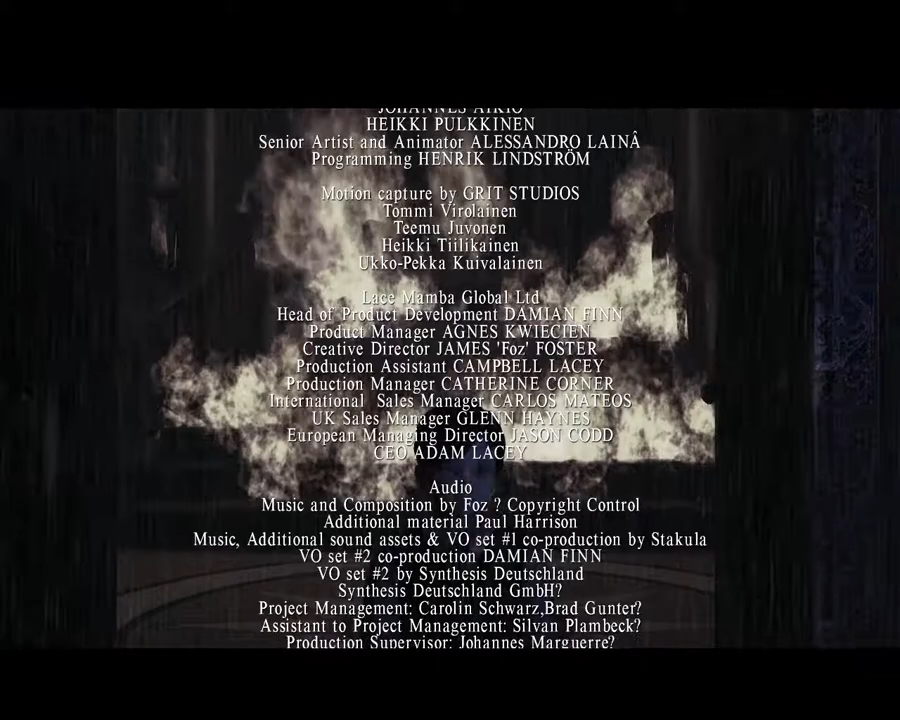 JOHANNES AIKIO
HEIKKI PULKKINEN
Senior Artist and Animator ALESSANDRO LAINÂ
Programming HENRIK LINDSTRÖM
Motion capture by GRIT STUDIOS
Tommi Virolainen
Teemu Juvonen
Heikki Tiilikainen
Ukko-Pekka Kuivalainen
Lace Mamba Global Ltd
Head of Product Development DAMIAN FINN
Product Manager AGNES KWIECIEN
Creative Director JAMES 'Foz' FOSTER
Production Assistant CAMPBELL LACEY
Production Manager CATHERINE CORNER
International Sales Manager CARLOS MATEOS
UK Sales Manager GLENN HAYNES
European Managing Director JASON CODD
CEO ADAM LACEY
Audio
Music and Composition by Foz ? Copyright Control
Additional material Paul Harrison
Music, Additional sound assets & VO set #1 co-production by Stakula
VO set #2 co-production DAMIAN FINN
VO set #2 by Synthesis Deutschland
Synthesis Deutschland GmbH?
Project Management: Carolin Schwarz,Brad Gunter?
Assistant to Project Management: Silvan Plambeck?
Production Supervisor: Johannes Marguerre?